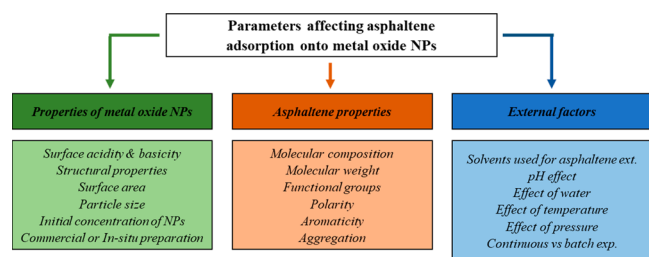 Parameters affecting asphaltene
adsorption onto metal oxide NPs
Properties of metal oxide NPs
Surface acidity & basicity
Structural properties
Surface area
Particle size
Initial concentration of NPs
Commercial or In-situ preparation
Asphaltene properties
Molecular composition
Molecular weight
Functional groups
Polarity
Aromaticity
Aggregation
External factors
Solvents used for asphaltene ext.
pH effect
Effect of water
Effect of temperature
Effect of pressure
Continuous vs batch exp.